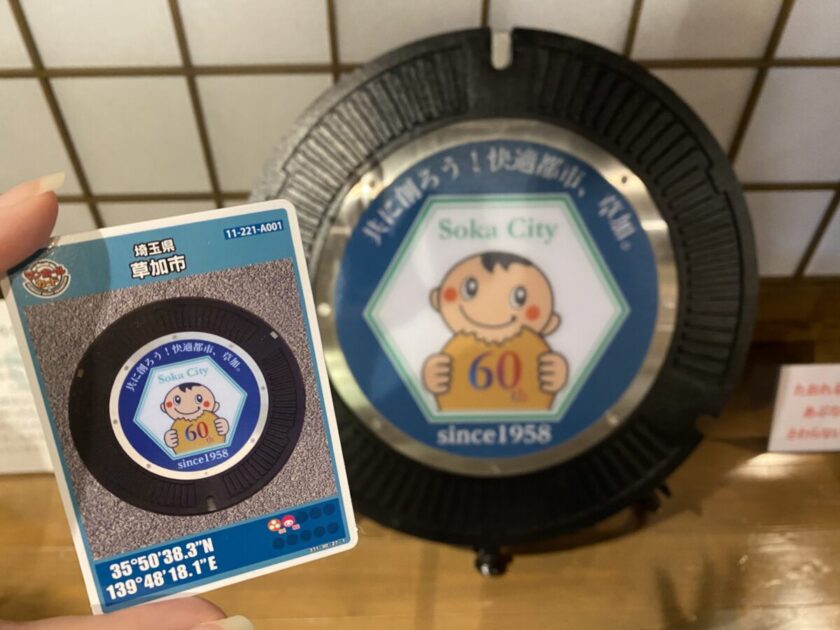 11-221-A001
埼玉県
草加市
共に創ろう！快適都市、草加。
Soka City
60th
since1958
35°50'38.3"N
139°48'18.1"E
共に創ろう！快適都市、草加。
Soka City
60th
since1958